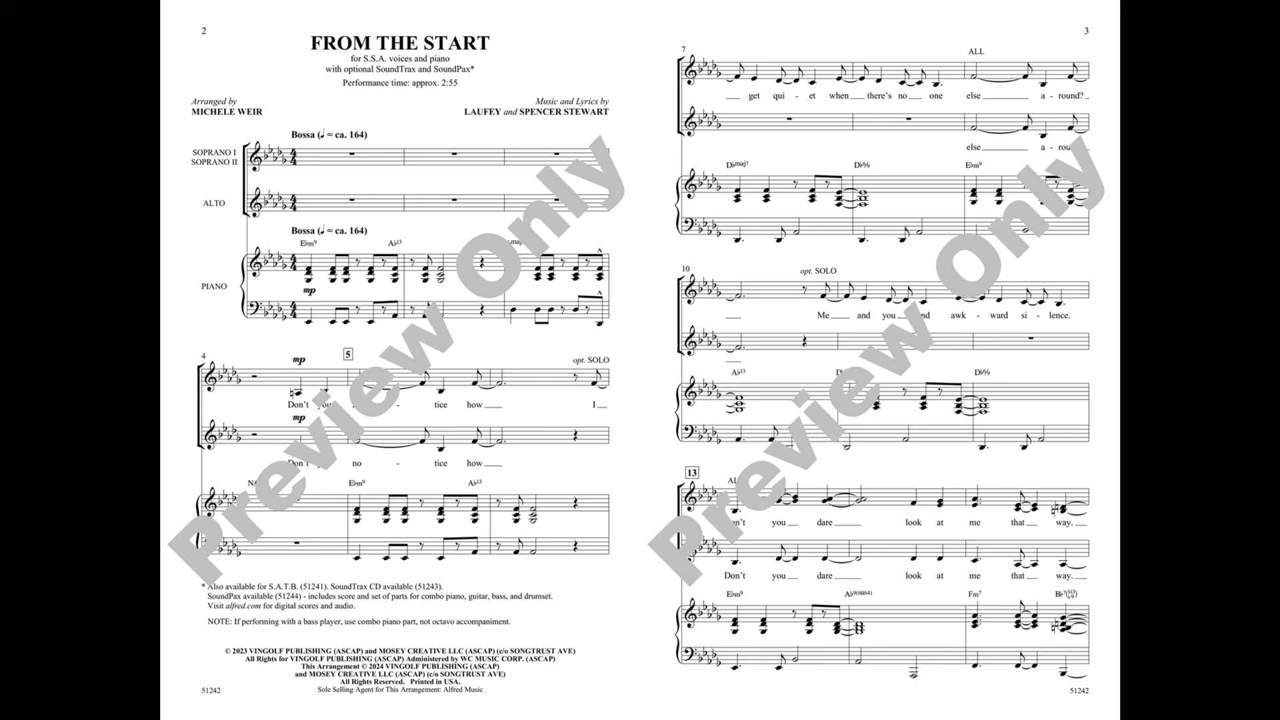 2
FROM THE START
for S.S.A. voices and piano
with optional SoundTrax and SoundPax*
Performance time: approx. 2:55
Arranged by
MICHELE WEIR
Music and Lyrics by
LAUFEY and SPENCER STEWART
Bossa (♩ = ca. 164)
SOPRANO I
SOPRANO II
ALTO
Bossa (♩ = ca. 164)
E♭m9 A♭13
PIANO
mp
4 mp 5 opt. SOLO
Don't tice how I
mp
no - tice how
E♭m9 A♭13
* Also available for S.A.T.B. (51241). SoundTrax CD available (51243).
SoundPax available (51244) - includes score and set of parts for combo piano, guitar, bass, and drumset.
Visit alfred.com for digital scores and audio.
NOTE: If performing with a bass player, use combo piano part, not octavo accompaniment.
© 2023 VINGOLF PUBLISHING (ASCAP) and MOSEY CREATIVE LLC (ASCAP) (c/o SONGTRUST AVE)
All Rights for VINGOLF PUBLISHING (ASCAP) Administered by WC MUSIC CORP. (ASCAP)
This Arrangement © 2024 VINGOLF PUBLISHING (ASCAP)
and MOSEY CREATIVE LLC (ASCAP) (c/o SONGTRUST AVE)
All Rights Reserved. Printed in USA.
Sole Selling Agent for This Arrangement: Alfred Music
51242
Preview Only
3
7 ALL
get qui - et when there's no one else a - round?
else
D♭maj7 D♭6/9 E♭m9
10 opt. SOLO
Me and you and awk - ward si - lence.
A♭13 D♭6/9
13
you dare look at me that way.
Don't you dare look at me that way.
E♭m9 A♭9(sus4) Fm7
51242
Preview Only